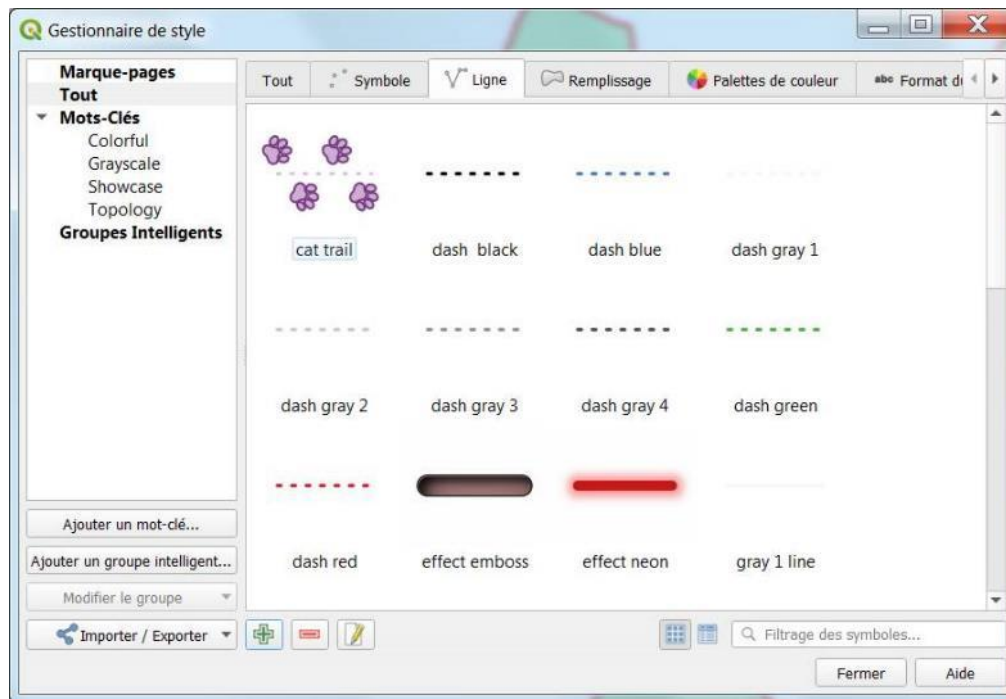 Gestionnaire de style
Marque-pages
Tout
Mots-Clés
Colorful
Grayscale
Showcase
Topology
Groupes Intelligents
Ajouter un mot-clé...
Ajouter un groupe intelligent...
Modifier le groupe
Importer / Exporter
Tout
Symbole
Ligne
Remplissage
Palettes de couleur
abc Format du
cat trail
dash black
dash blue
dash gray 1
dash gray 2
dash gray 3
dash gray 4
dash green
dash red
effect emboss
effect neon
gray 1 line
Filtrage des symboles...
Fermer
Aide